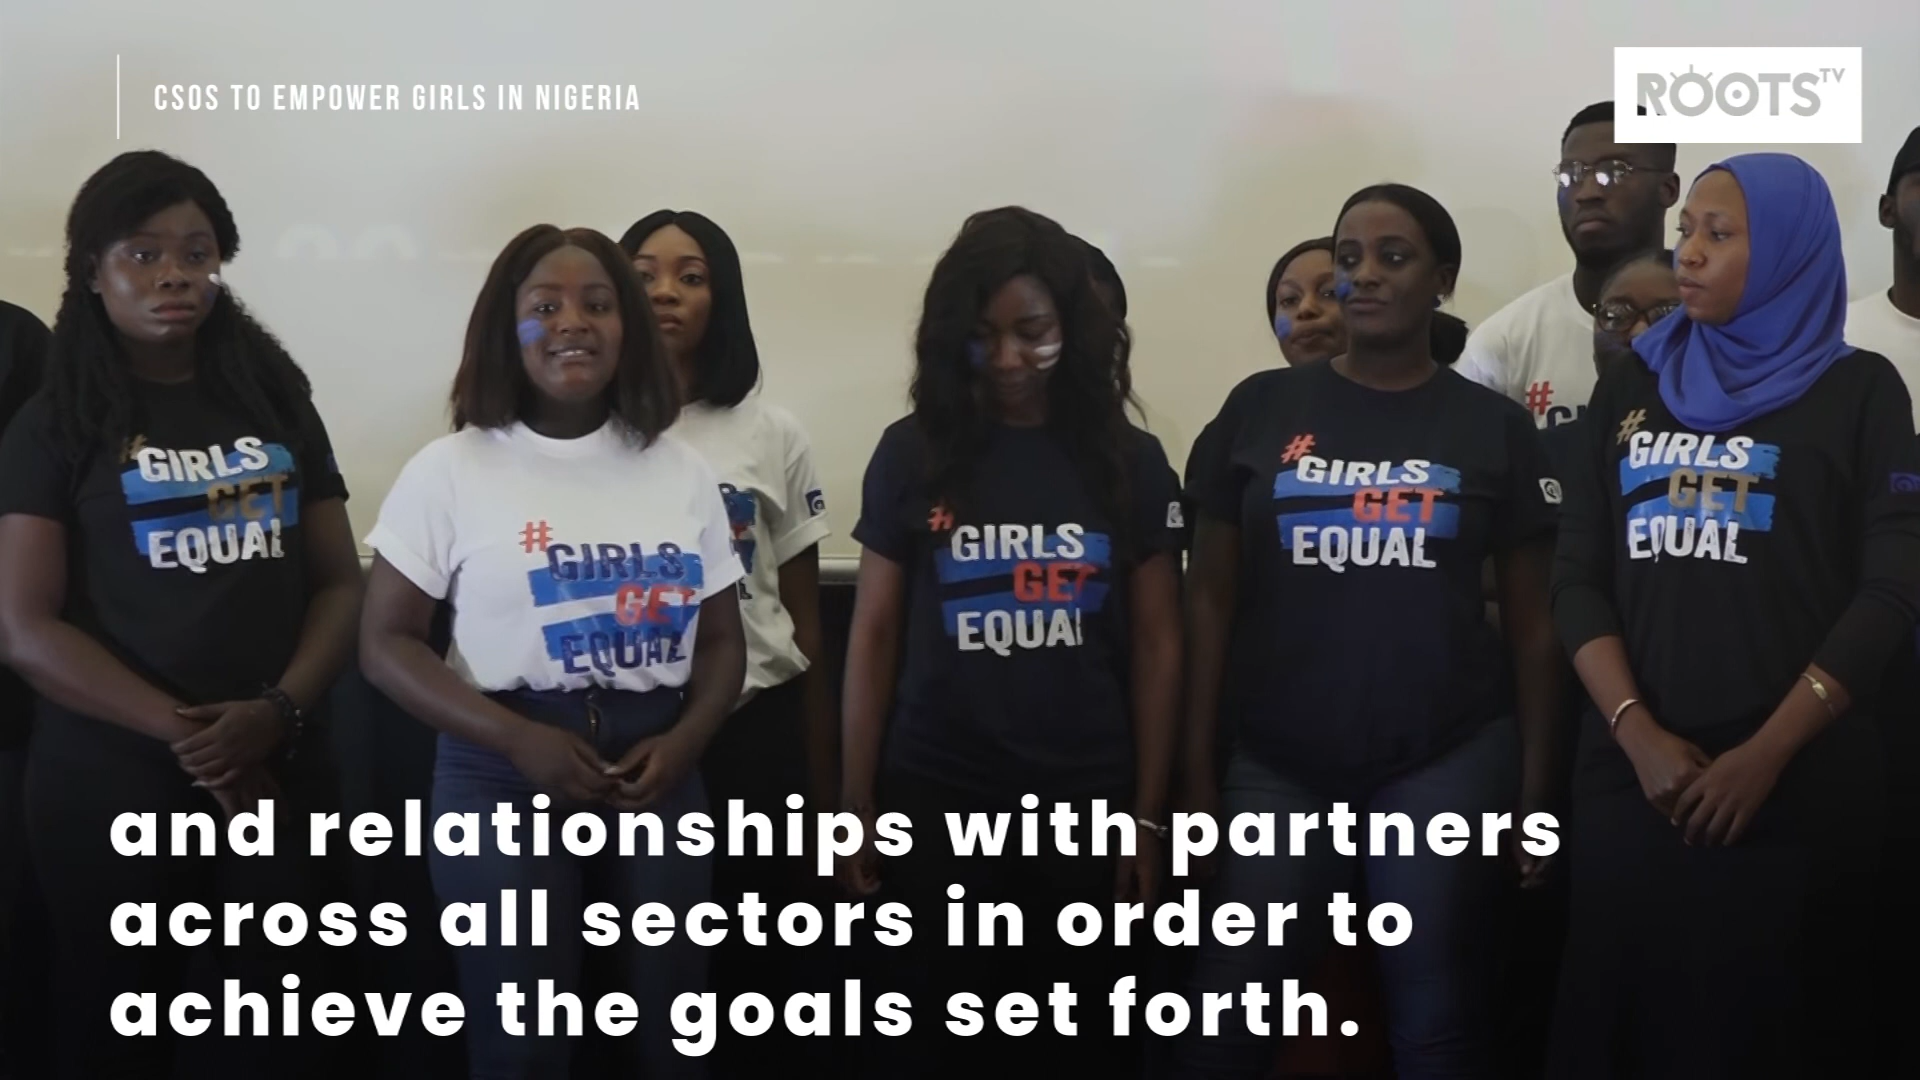 CSOS TO EMPOWER GIRLS IN NIGERIA
ROOTS TV
#
GIRLS
GET
EQUAL
#
GIRLS
GET
EQUAL
#
GIRLS
GET
EQUAL
#
GIRLS
GET
EQUAL
#
GIRLS
GET
EQUAL
and relationships with partners
across all sectors in order to
achieve the goals set forth.